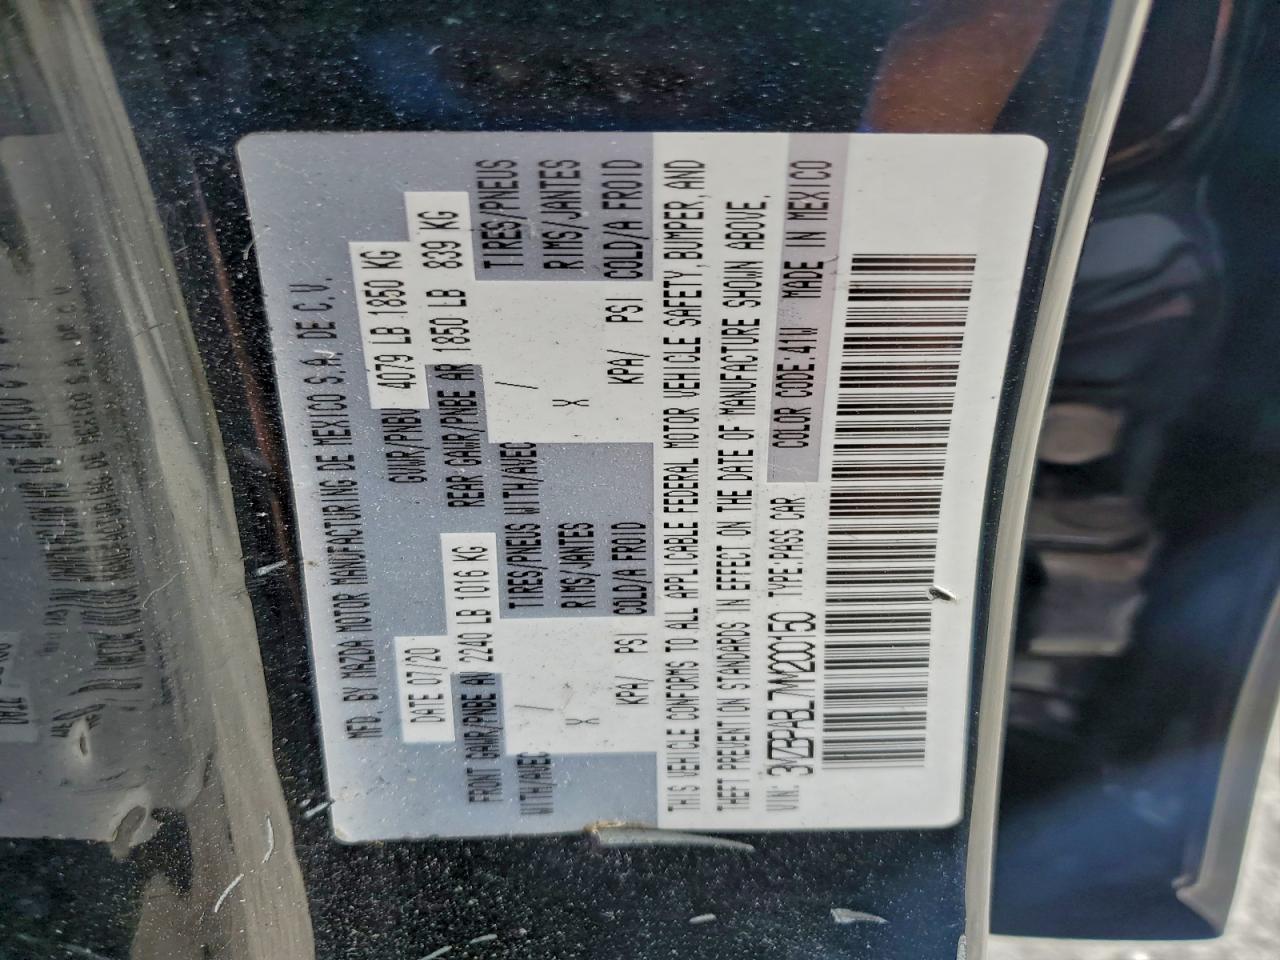 MFD. BY MAZDA MOTOR MANUFACTURING DE MEXICO S.A. DE C.V.
DATE 07/20 GVWR/PNBV 4079 LB 1850 KG
FRONT GAWR/PNBE AV 2240 LB 1016 KG REAR GAWR/PNBE AR 1850 LB 839 KG
WITH/AVEC / TIRES/PNEUS WITH/AVEC / TIRES/PNEUS
X RIMS/JANTES X RIMS/JANTES
KPA/ PSI COLD/A FROID KPA/ PSI COLD/A FROID
THIS VEHICLE CONFORMS TO ALL APPLICABLE FEDERAL MOTOR VEHICLE SAFETY, BUMPER, AND
THEFT PREVENTION STANDARDS IN EFFECT ON THE DATE OF MANUFACTURE SHOWN ABOVE.
VIN: 3MZBPABL7MM200150 TYPE:PASS CAR COLOR CODE:41W MADE IN MEXICO